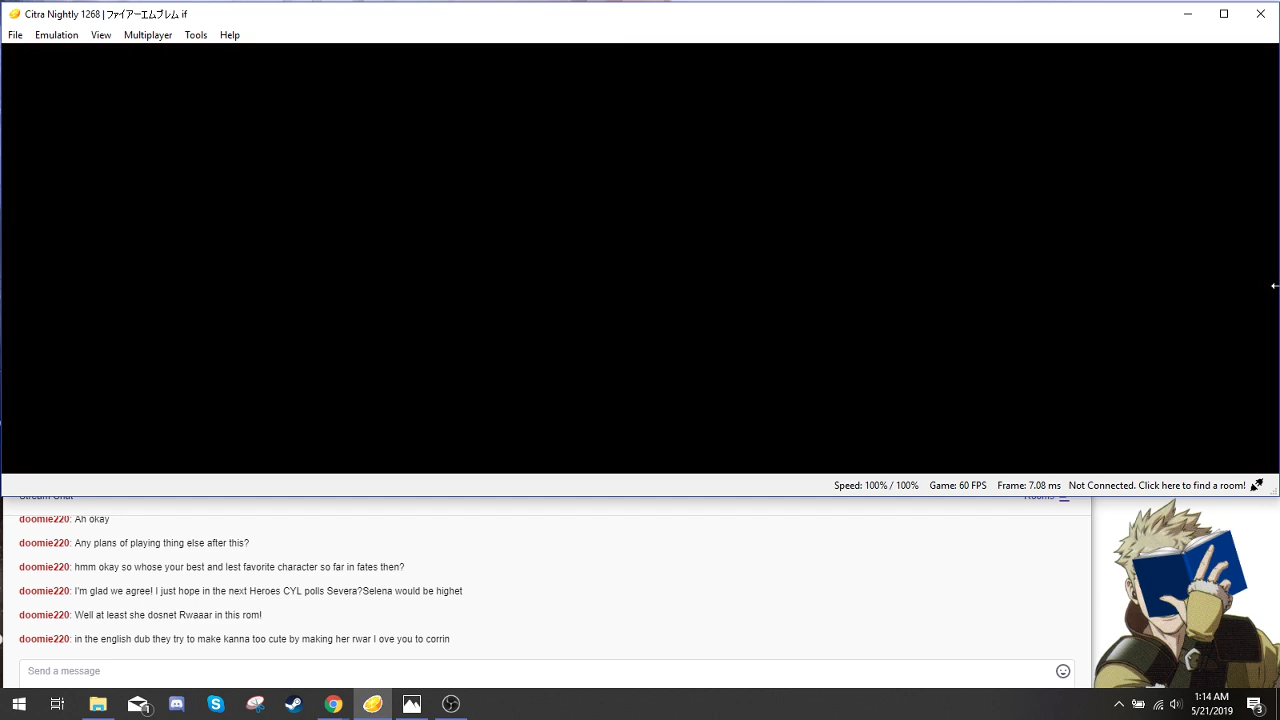 Citra Nightly 1268 | ファイアーエムブレム if
File Emulation View Multiplayer Tools Help
Speed: 100% / 100% Game: 60 FPS Frame: 7.08 ms Not Connected. Click here to find a room!
Stream Chat Rooms
doomie220: Ah okay
doomie220: Any plans of playing thing else after this?
doomie220: hmm okay so whose your best and lest favorite character so far in fates then?
doomie220: I'm glad we agree! I just hope in the next Heroes CYL polls Severa?Selena would be highet
doomie220: Well at least she dosnet Rwaaar in this rom!
doomie220: in the english dub they try to make kanna too cute by making her rwar I ove you to corrin
Send a message
1
1:14 AM
5/21/2019
3